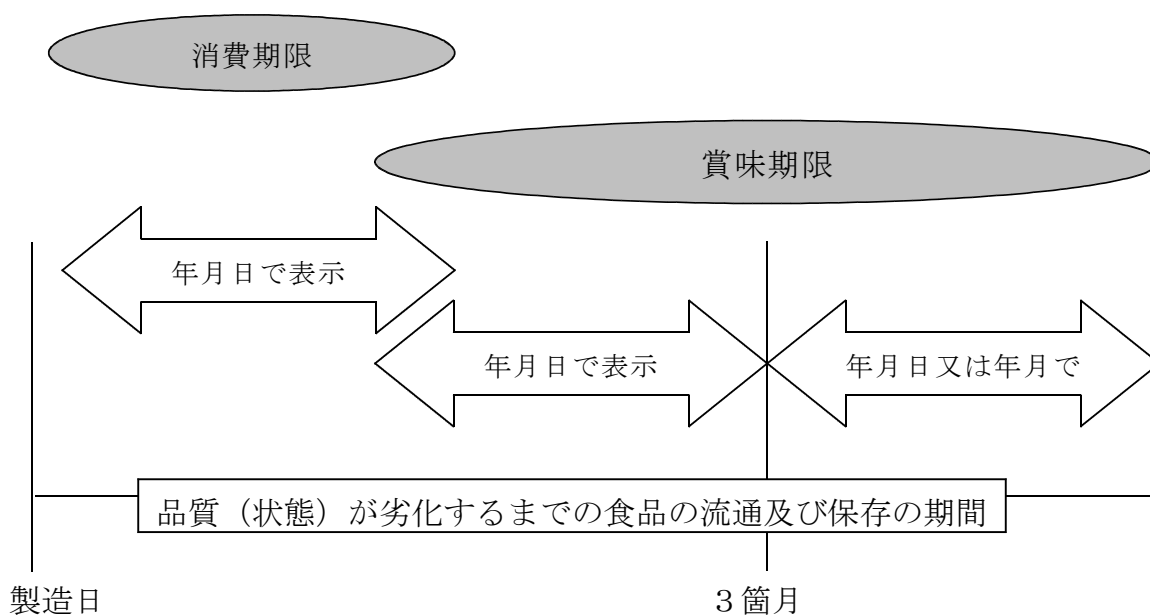 消費期限
賞味期限
年月日で表示
年月日で表示
年月日又は年月で
品質（状態）が劣化するまでの食品の流通及び保存の期間
製造日
３箇月